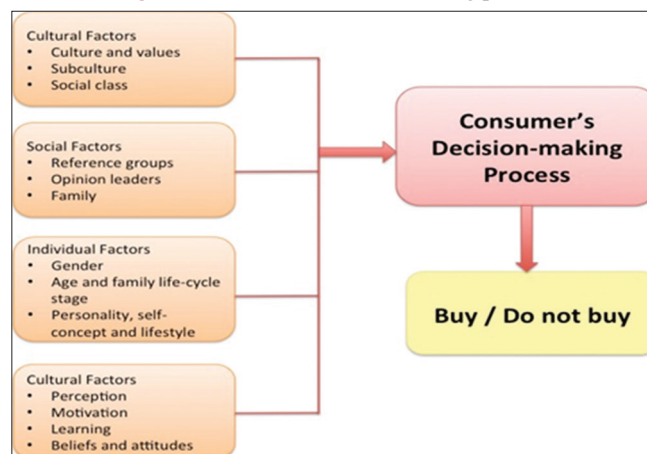 Cultural Factors
• Culture and values
• Subculture
• Social class
Social Factors
• Reference groups
• Opinion leaders
• Family
Individual Factors
• Gender
• Age and family life-cycle
stage
• Personality, self-
concept and lifestyle
Cultural Factors
• Perception
• Motivation
• Learning
• Beliefs and attitudes
Consumer's
Decision-making
Process
Buy / Do not buy